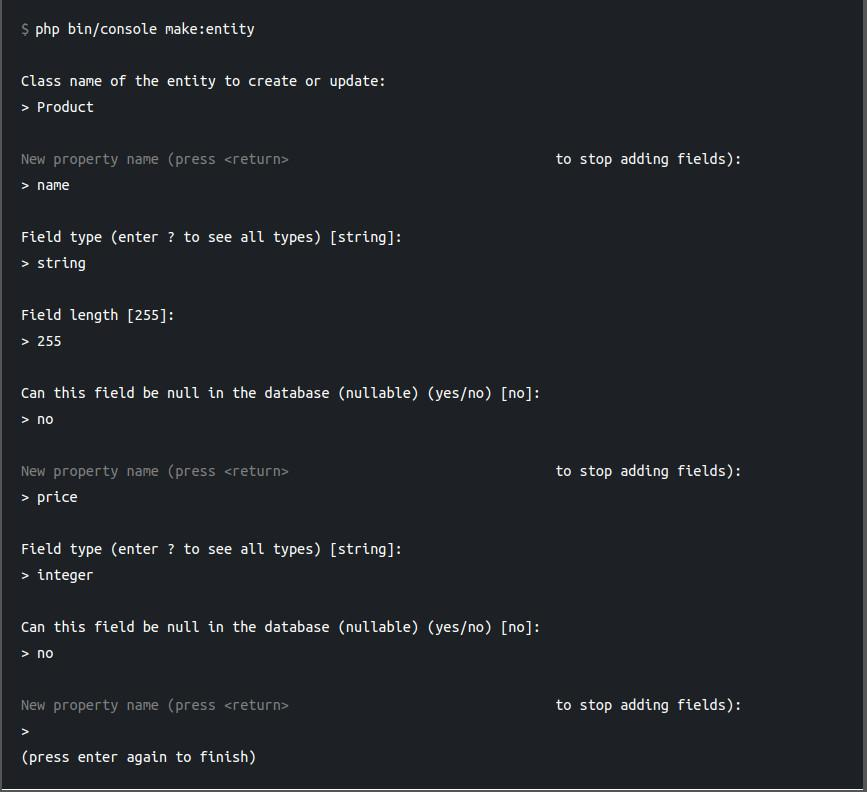 $ php bin/console make:entity
Class name of the entity to create or update:
> Product
New property name (press <return> to stop adding fields):
> name
Field type (enter ? to see all types) [string]:
> string
Field length [255]:
> 255
Can this field be null in the database (nullable) (yes/no) [no]:
> no
New property name (press <return> to stop adding fields):
> price
Field type (enter ? to see all types) [string]:
> integer
Can this field be null in the database (nullable) (yes/no) [no]:
> no
New property name (press <return> to stop adding fields):
>
(press enter again to finish)